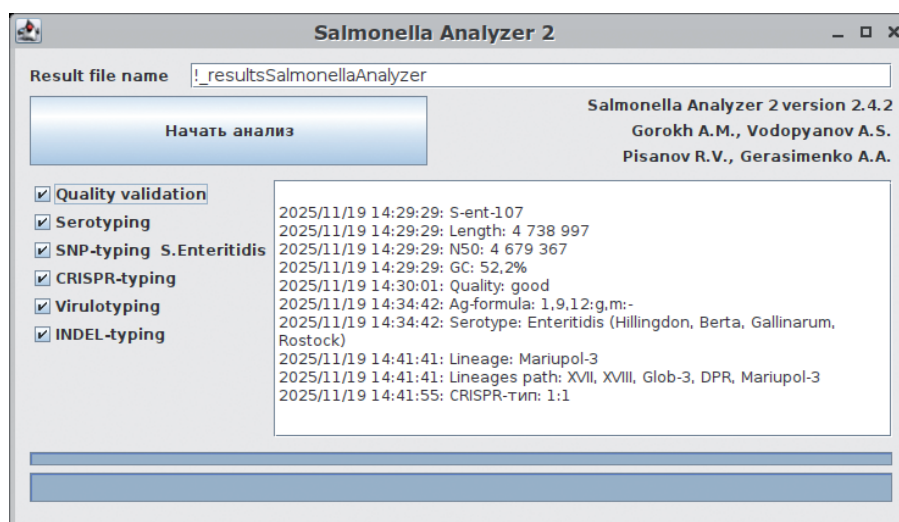 Salmonella Analyzer 2
Result file name !_resultsSalmonellaAnalyzer
Начать анализ
Salmonella Analyzer 2 version 2.4.2
Gorokh A.M., Vodopyanov A.S.
Pisanov R.V., Gerasimenko A.A.
Quality validation
Serotyping
SNP-typing S.Enteritidis
CRISPR-typing
Virulotyping
INDEL-typing
2025/11/19 14:29:29: S-ent-107
2025/11/19 14:29:29: Length: 4 738 997
2025/11/19 14:29:29: N50: 4 679 367
2025/11/19 14:29:29: GC: 52,2%
2025/11/19 14:30:01: Quality: good
2025/11/19 14:34:42: Ag-formula: 1,9,12:g,m:-
2025/11/19 14:34:42: Serotype: Enteritidis (Hillingdon, Berta, Gallinarum,
Rostock)
2025/11/19 14:41:41: Lineage: Mariupol-3
2025/11/19 14:41:41: Lineages path: XVII, XVIII, Glob-3, DPR, Mariupol-3
2025/11/19 14:41:55: CRISPR-тип: 1:1